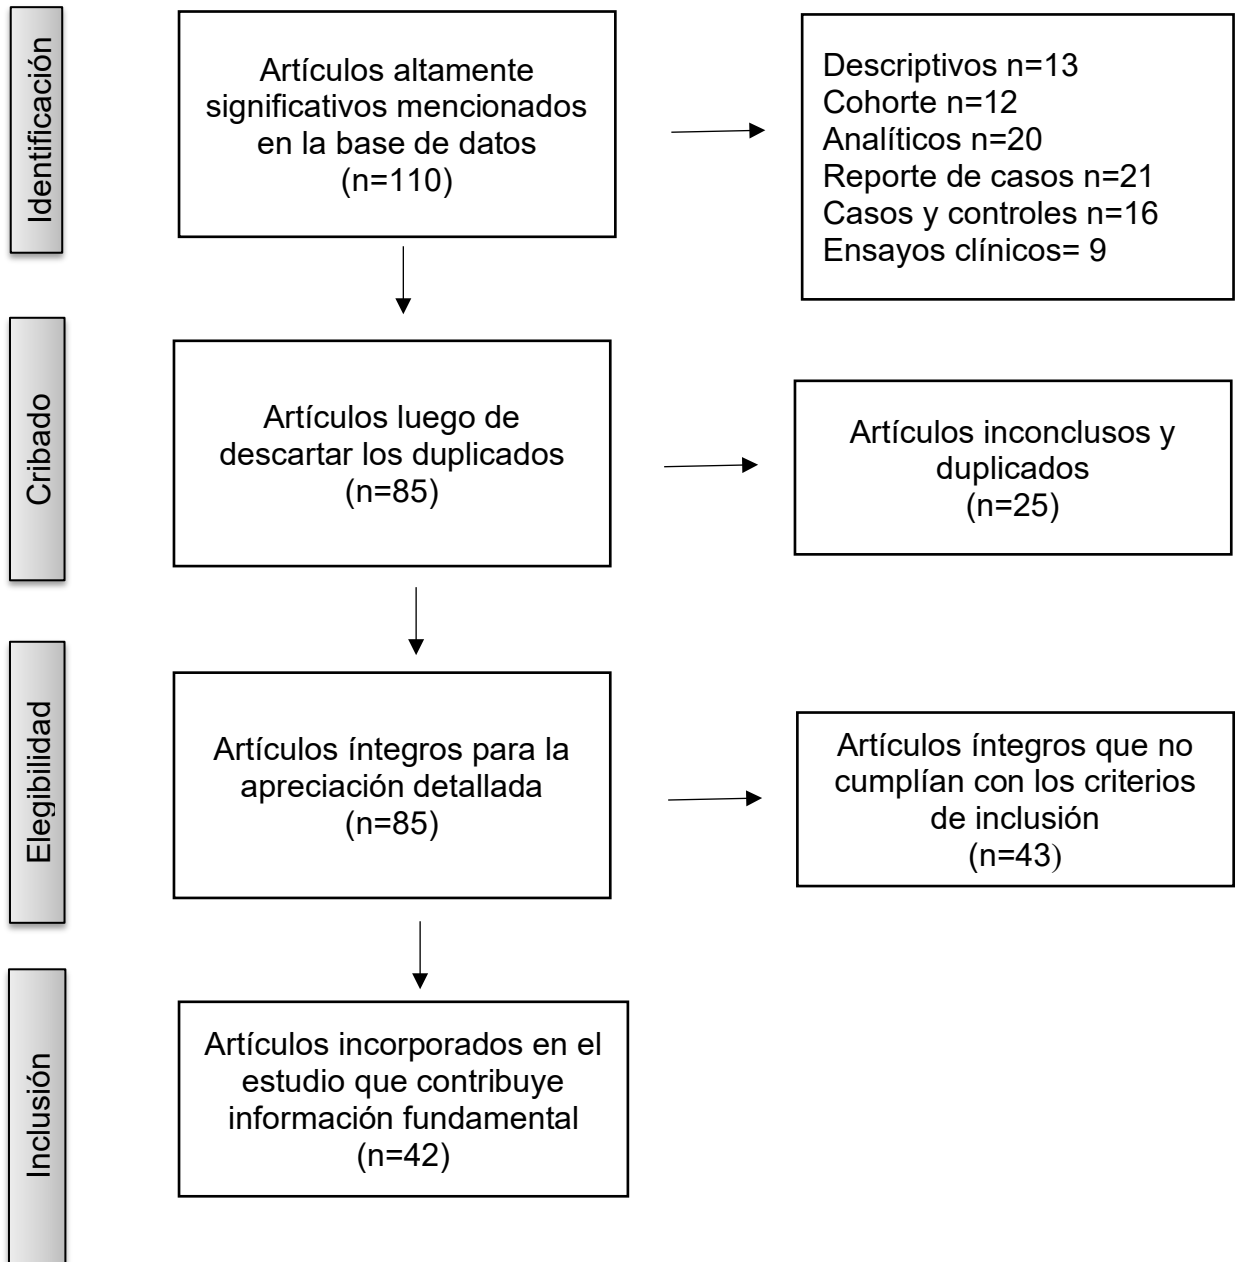 Identificación
Artículos altamente
significativos mencionados
en la base de datos
(n=110)
Descriptivos n=13
Cohorte n=12
Analíticos n=20
Reporte de casos n=21
Casos y controles n=16
Ensayos clínicos= 9
Cribado
Artículos luego de
descartar los duplicados
(n=85)
Artículos inconclusos y
duplicados
(n=25)
Elegibilidad
Artículos íntegros para la
apreciación detallada
(n=85)
Artículos íntegros que no
cumplían con los criterios
de inclusión
(n=43)
Inclusión
Artículos incorporados en el
estudio que contribuye
información fundamental
(n=42)